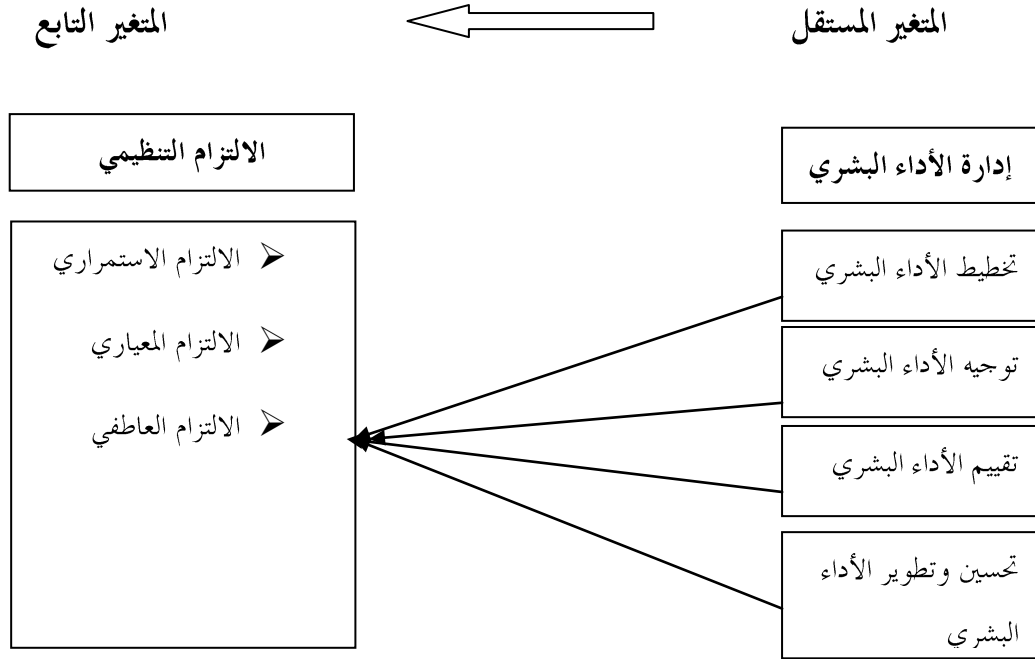 المتغير المستقل
المتغير التابع
إدارة الأداء البشري
الالتزام التنظيمي
تخطيط الأداء البشري
توجيه الأداء البشري
تقييم الأداء البشري
تحسين وتطوير الأداء
البشري
الالتزام الاستمراري
الالتزام المعياري
الالتزام العاطفي